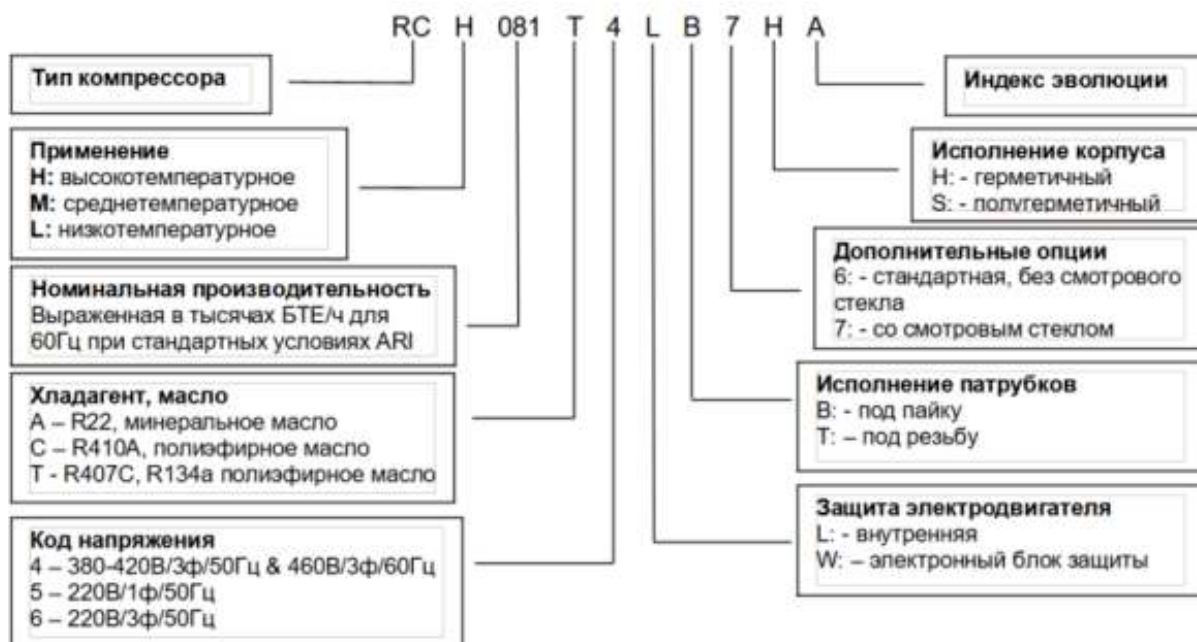 RC H 081 T 4 L B 7 H A
Тип компрессора
Применение
H: высокотемпературное
M: среднетемпературное
L: низкотемпературное
Номинальная производительность
Выраженная в тысячах БТЕ/ч для
60Гц при стандартных условиях ARI
Хладагент, масло
A – R22, минеральное масло
C – R410A, полиэфирное масло
T - R407C, R134a полиэфирное масло
Код напряжения
4 – 380-420В/3ф/50Гц & 460В/3ф/60Гц
5 – 220В/1ф/50Гц
6 – 220В/3ф/50Гц
Индекс эволюции
Исполнение корпуса
H: - герметичный
S: - полугерметичный
Дополнительные опции
6: - стандартная, без смотрового
стекла
7: - со смотровым стеклом
Исполнение патрубков
B: - под пайку
T: – под резьбу
Защита электродвигателя
L: - внутренняя
W: – электронный блок защиты